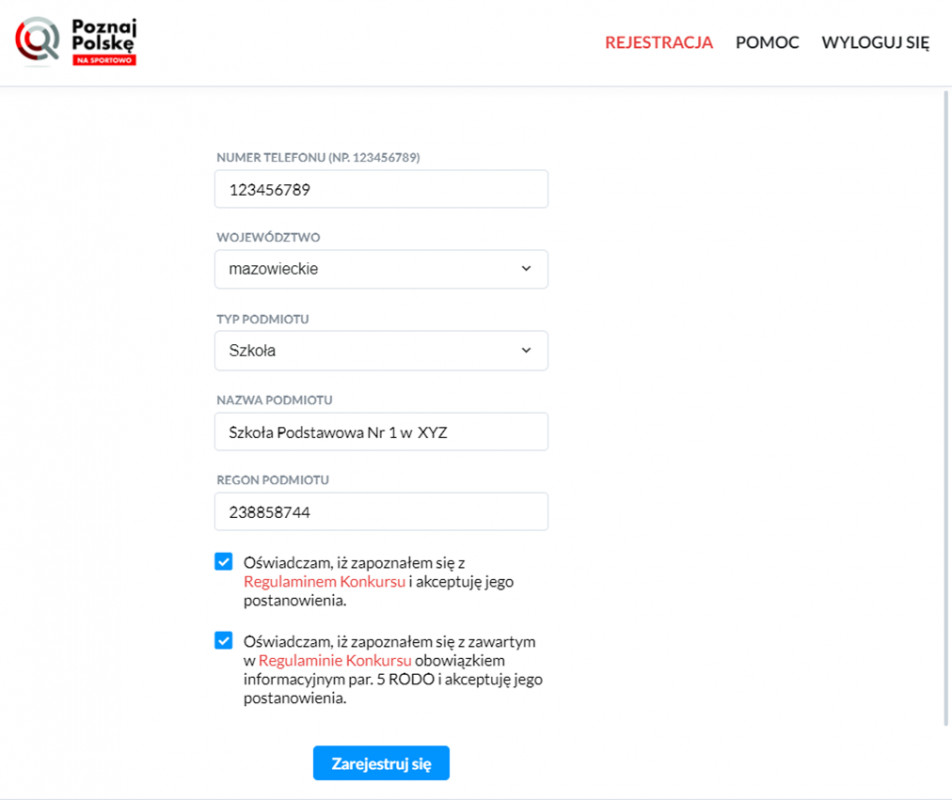 Poznaj
Polskę
NA SPORTOWO
REJESTRACJA POMOC WYLOGUJ SIĘ
NUMER TELEFONU (NP. 123456789)
123456789
WOJEWÓDZTWO
mazowieckie
TYP PODMIOTU
Szkoła
NAZWA PODMIOTU
Szkoła Podstawowa Nr 1 w XYZ
REGON PODMIOTU
238858744
Oświadczam, iż zapoznałem się z
Regulaminem Konkursu i akceptuję jego
postanowienia.
Oświadczam, iż zapoznałem się z zawartym
w Regulaminie Konkursu obowiązkiem
informacyjnym par. 5 RODO i akceptuję jego
postanowienia.
Zarejestruj się